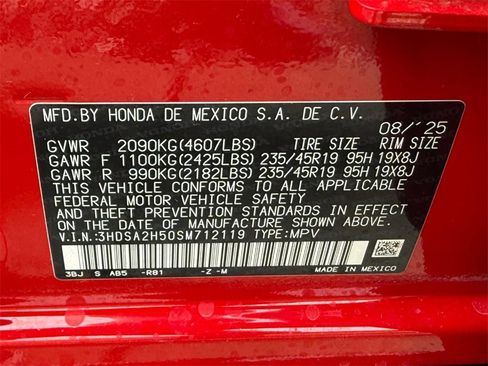 MFD.BY HONDA DE MEXICO S.A. DE C.V.
08/'25
GVWR 2090KG(4607LBS) TIRE SIZE RIM SIZE
GAWR F 1100KG(2425LBS) 235/45R19 95H 19X8J
GAWR R 990KG(2182LBS) 235/45R19 95H 19X8J
THIS VEHICLE CONFORMS TO ALL APPLICABLE
FEDERAL MOTOR VEHICLE SAFETY
AND THEFT PREVENTION STANDARDS IN EFFECT
ON THE DATE OF MANUFACTURE SHOWN ABOVE.
V.I.N.:3HDSA2H50SM712119 TYPE:MPV
3BJ S AB5 -R81 -Z-M
MADE IN MEXICO